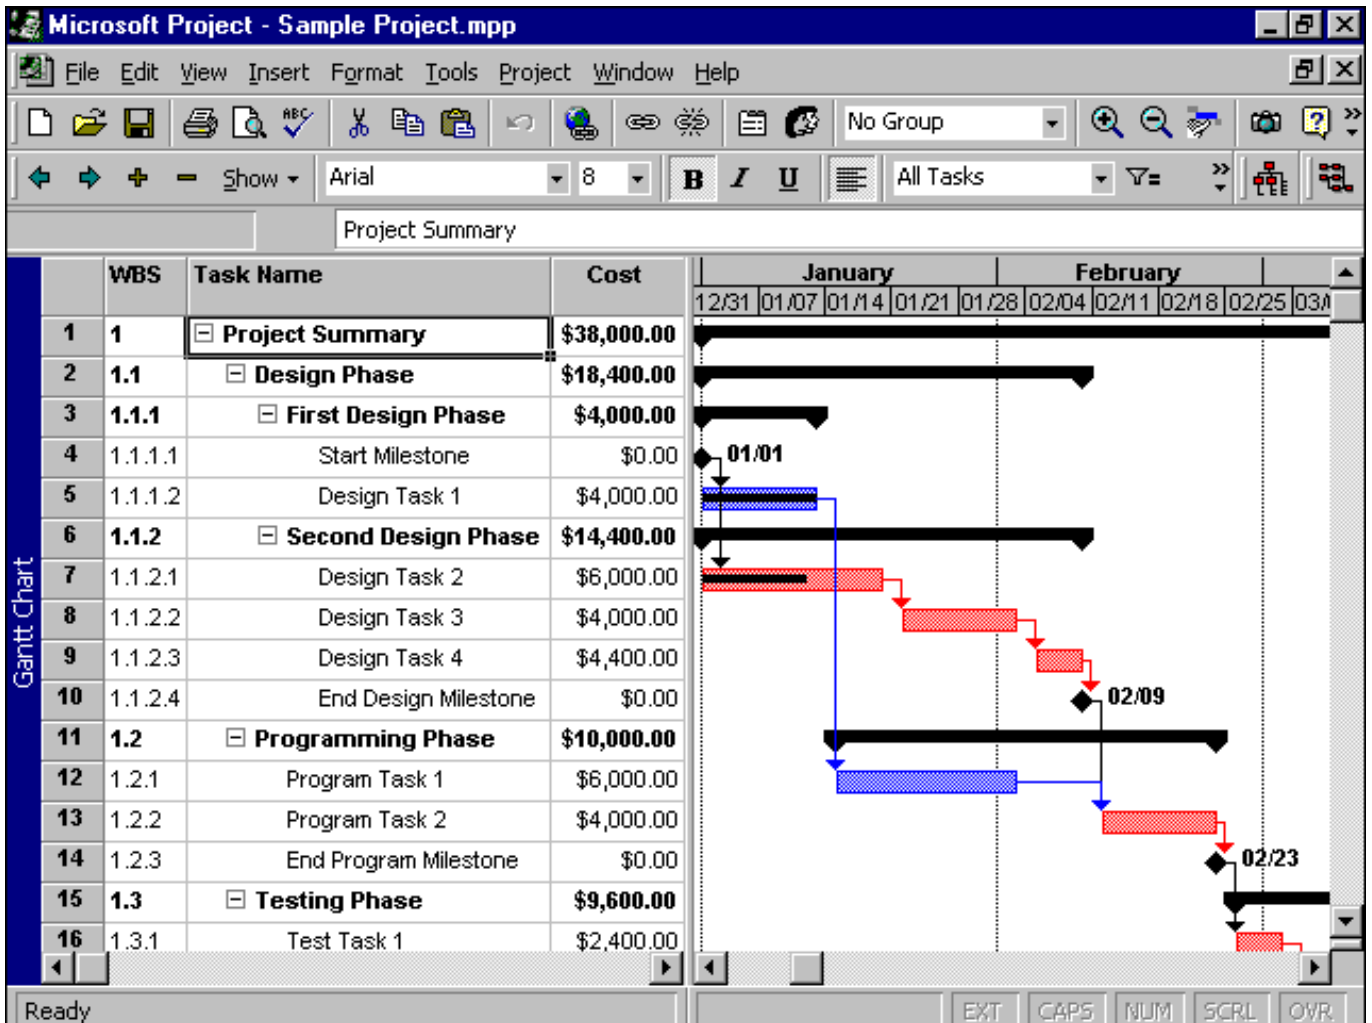 Microsoft Project - Sample Project.mpp
File Edit View Insert Format Tools Project Window Help
ABC No Group
Show Arial 8 B I U All Tasks
Project Summary
WBS Task Name Cost January February
12/31 01/07 01/14 01/21 01/28 02/04 02/11 02/18 02/25
1 1 Project Summary $38,000.00
2 1.1 Design Phase $18,400.00
3 1.1.1 First Design Phase $4,000.00
4 1.1.1.1 Start Milestone $0.00 01/01
5 1.1.1.2 Design Task 1 $4,000.00
6 1.1.2 Second Design Phase $14,400.00
7 1.1.2.1 Design Task 2 $6,000.00
8 1.1.2.2 Design Task 3 $4,000.00
9 1.1.2.3 Design Task 4 $4,400.00
10 1.1.2.4 End Design Milestone $0.00 02/09
11 1.2 Programming Phase $10,000.00
12 1.2.1 Program Task 1 $6,000.00
13 1.2.2 Program Task 2 $4,000.00
14 1.2.3 End Program Milestone $0.00 02/23
15 1.3 Testing Phase $9,600.00
16 1.3.1 Test Task 1 $2,400.00
Gantt Chart
Ready EXT CAPS NUM SCRL OVR